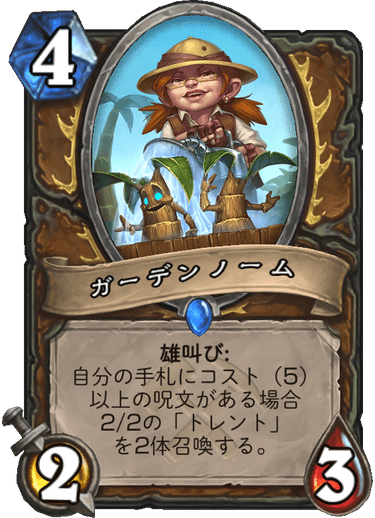 4
ガーデンノーム
雄叫び:
自分の手札にコスト（5）
以上の呪文がある場合
2/2の「トレント」
を2体召喚する。
2
3